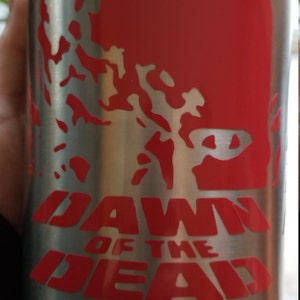 DAWN
OF THE
DEAD